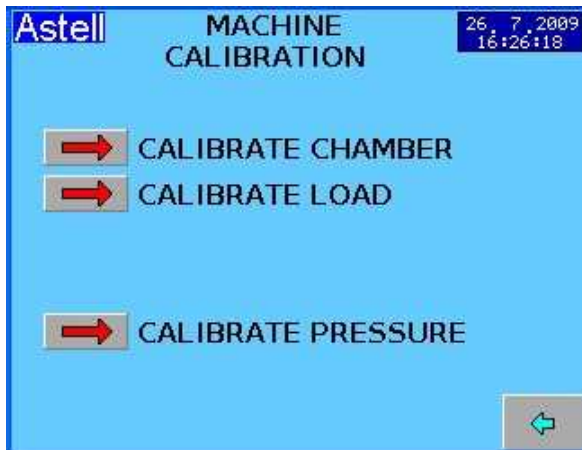 Astell
MACHINE
CALIBRATION
26. 7.2009
16:26:18
CALIBRATE CHAMBER
CALIBRATE LOAD
CALIBRATE PRESSURE